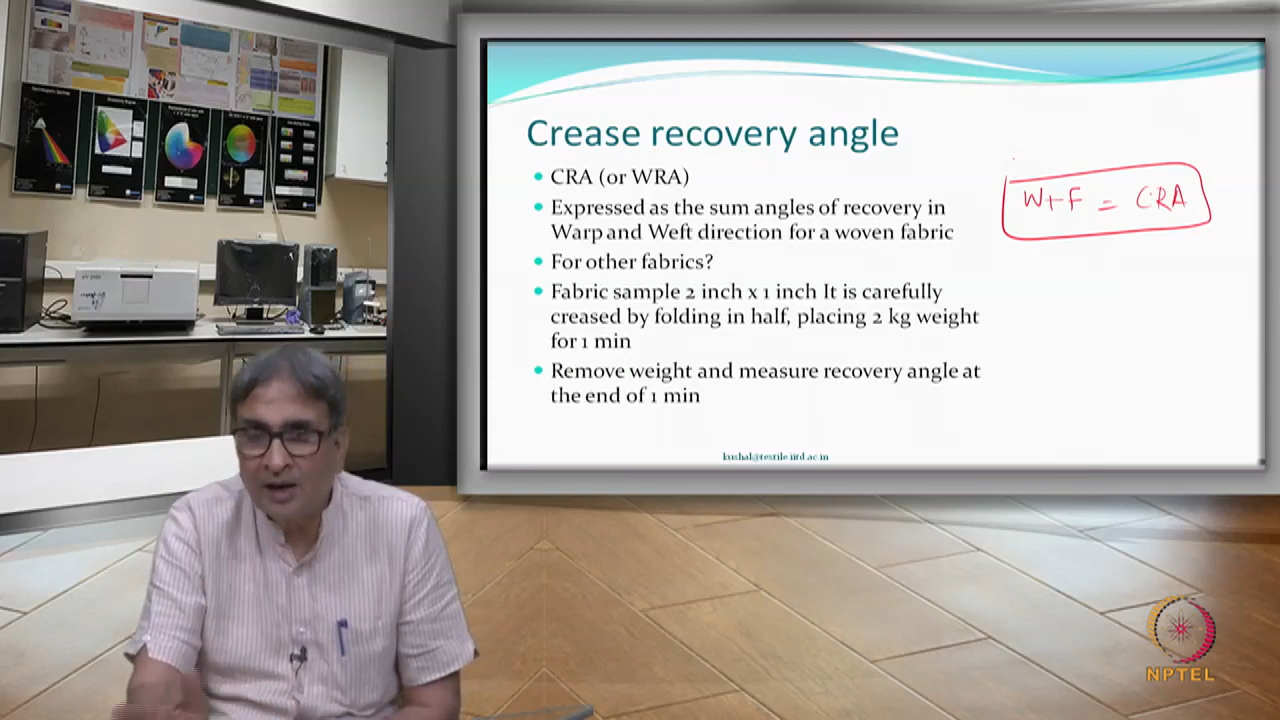 Crease recovery angle
CRA (or WRA)
Expressed as the sum angles of recovery in
Warp and Weft direction for a woven fabric
For other fabrics?
Fabric sample 2 inch x 1 inch It is carefully
creased by folding in half, placing 2 kg weight
for 1 min
Remove weight and measure recovery angle at
the end of 1 min
W+F = CRA
kushal@textile.iitd.ac.in
NPTEL